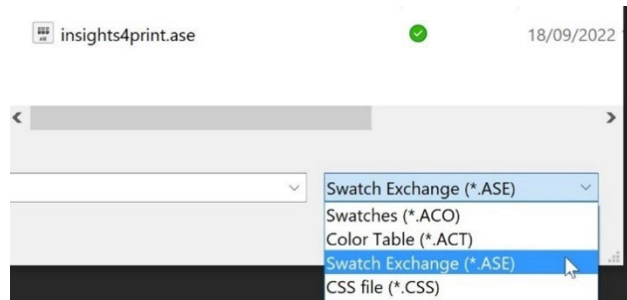 insights4print.ase 18/09/2022
Swatch Exchange (*.ASE)
Swatches (*.ACO)
Color Table (*.ACT)
Swatch Exchange (*.ASE)
CSS file (*.CSS)